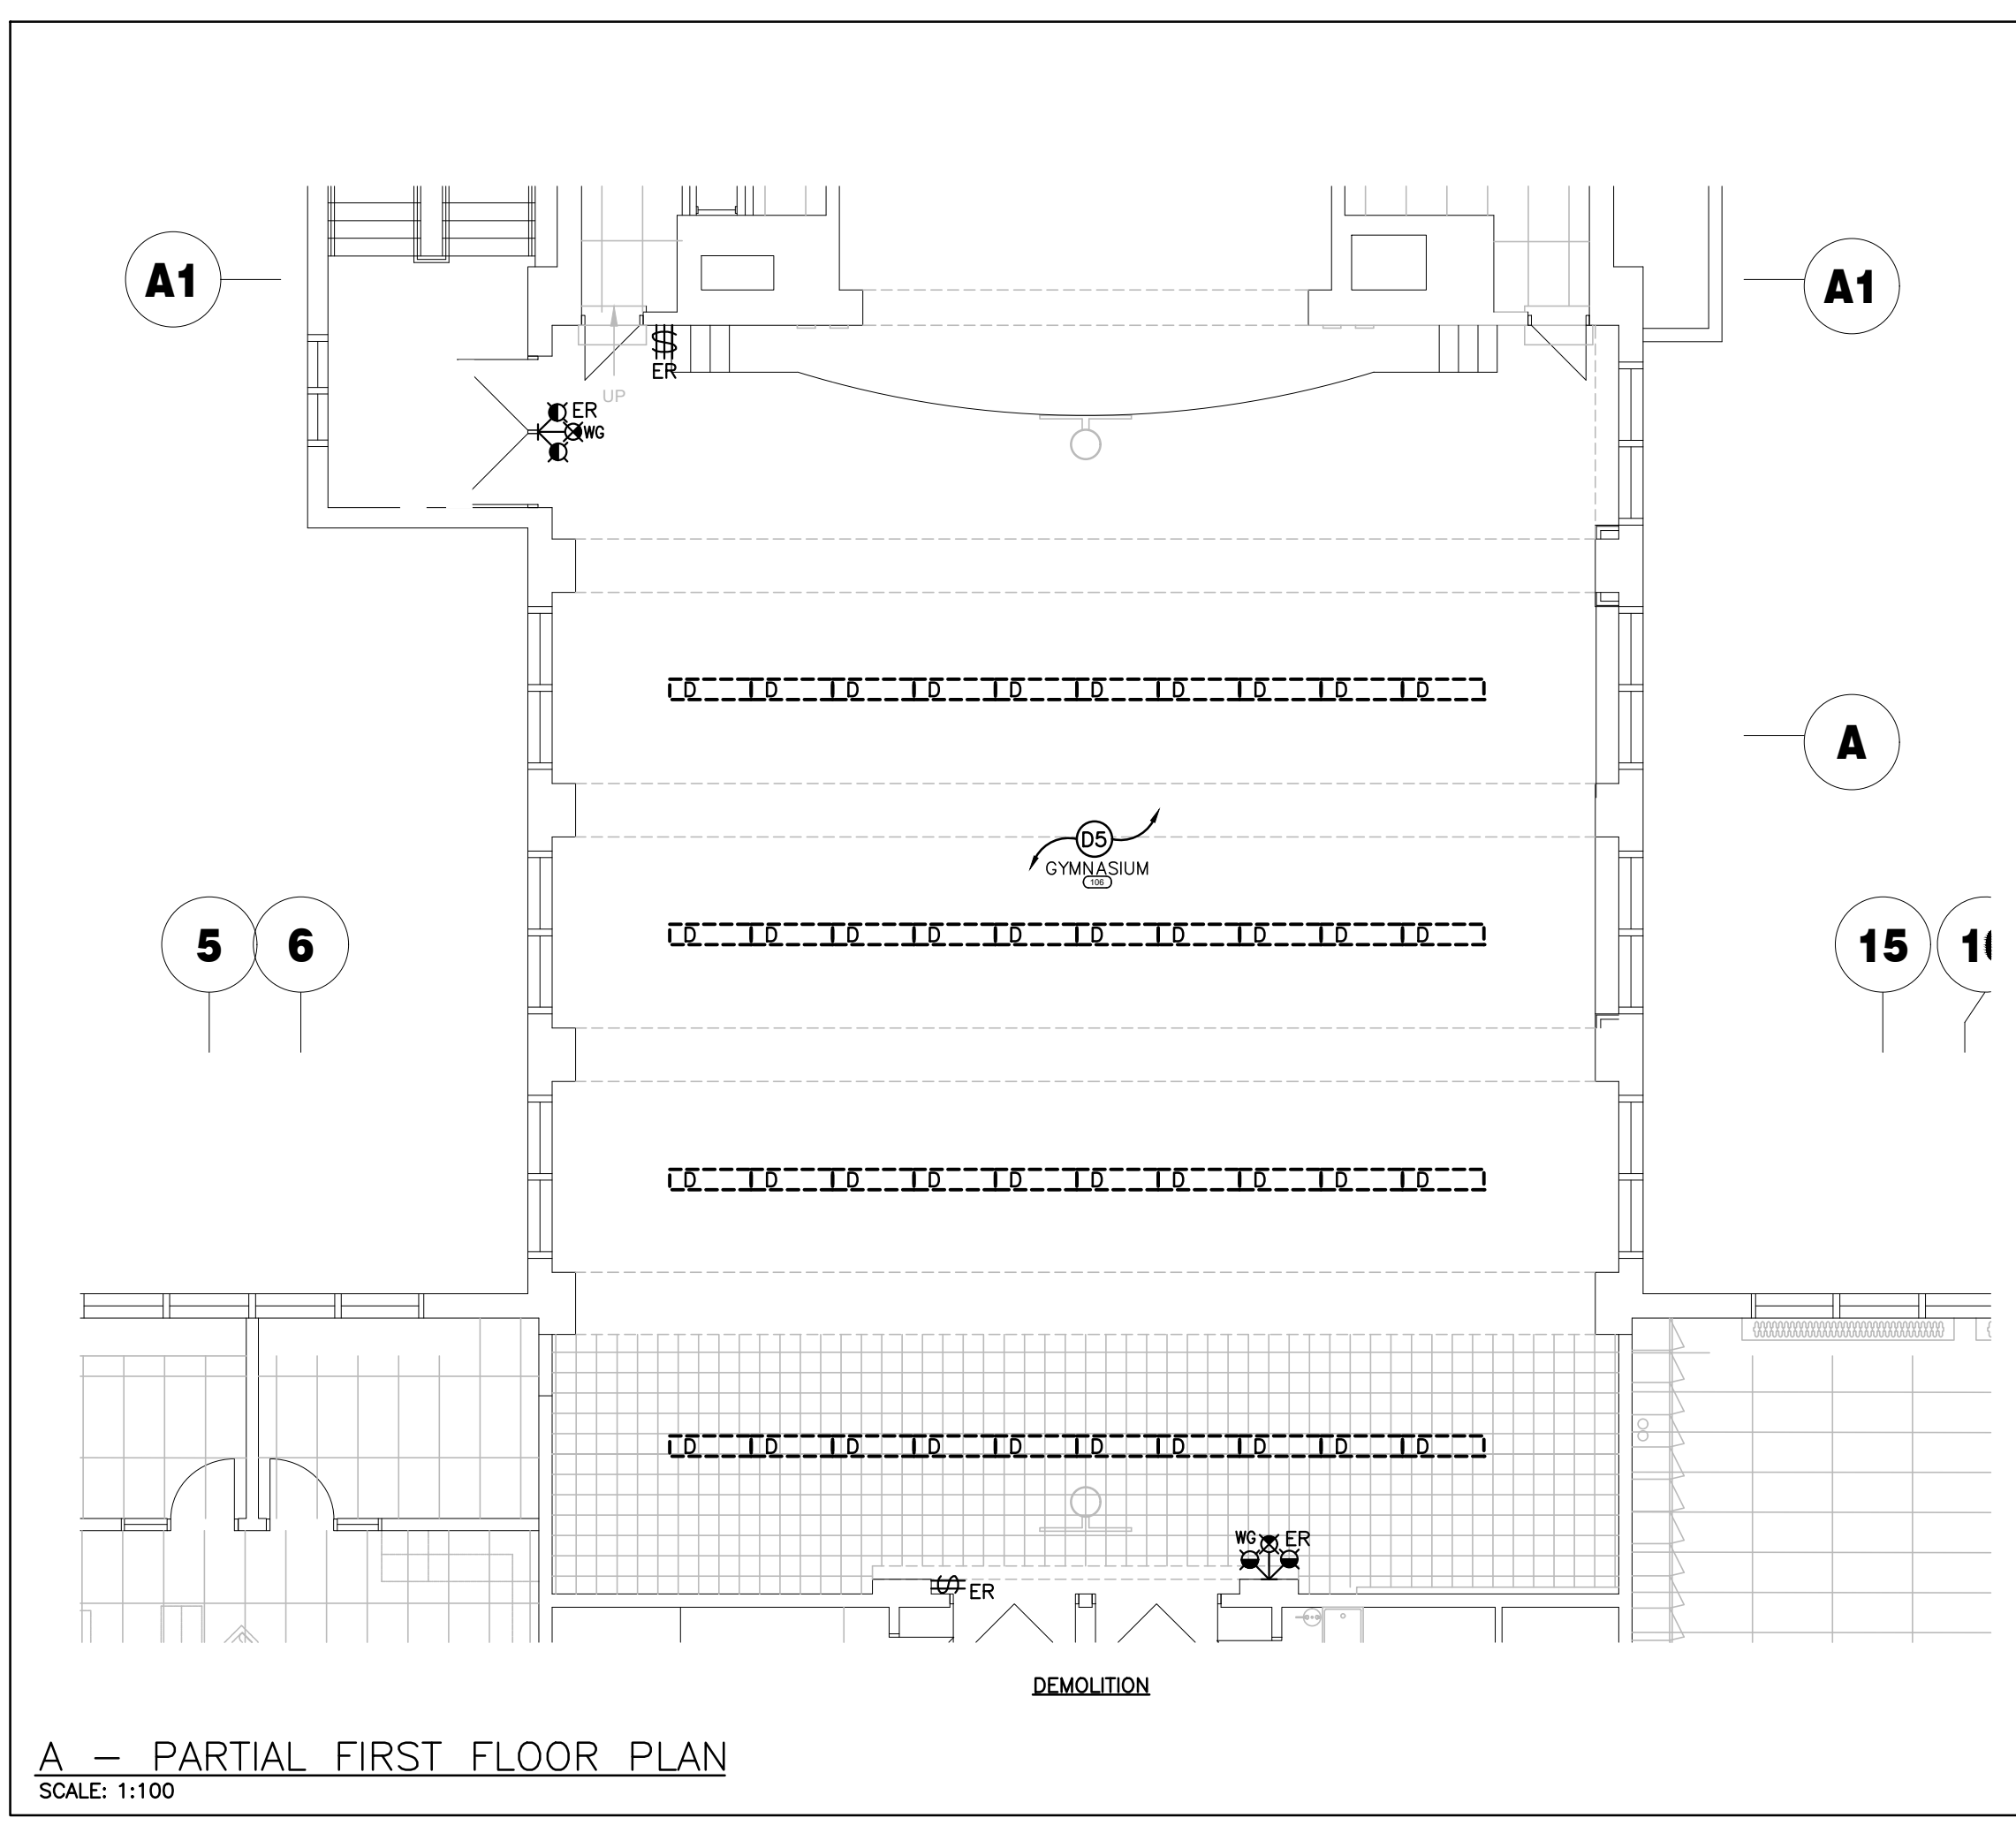 A1
A1
$
ER
UP
ER
WG
D D D D D D D D D D
A
D5
GYMNASIUM
106
D D D D D D D D D D
5 6
15
D D D D D D D D D D
D D D D D D D D D D
WG ER
$ ER
DEMOLITION
A – PARTIAL FIRST FLOOR PLAN
SCALE: 1:100